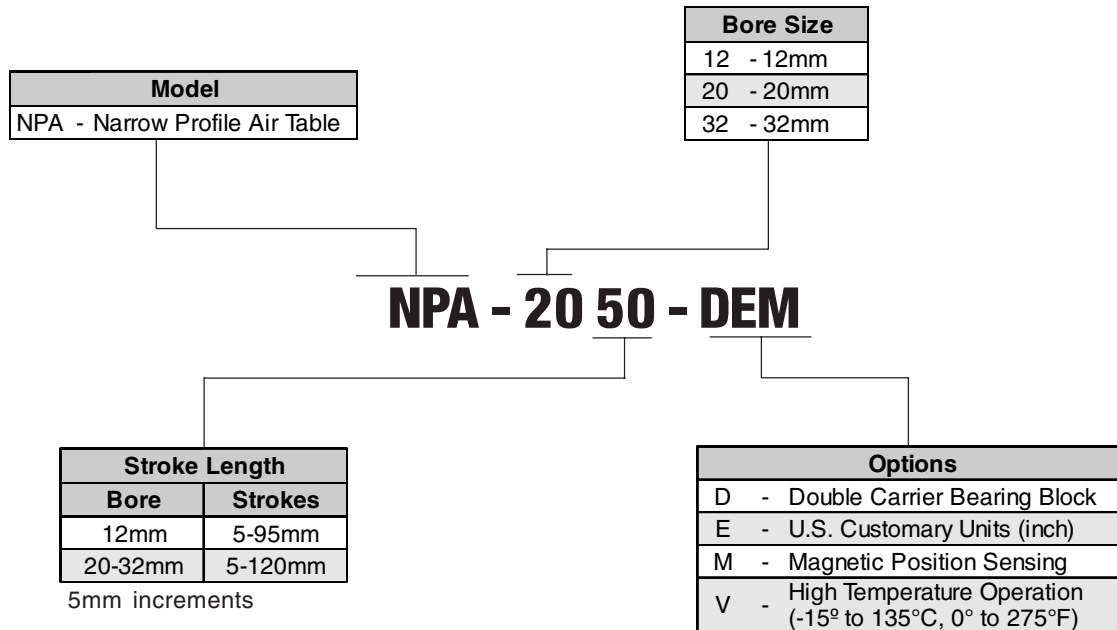 Bore Size
12 - 12mm
20 - 20mm
32 - 32mm
Model
NPA - Narrow Profile Air Table
NPA - 20 50 - DEM
Stroke Length
Bore Strokes
12mm 5-95mm
20-32mm 5-120mm
5mm increments
Options
D - Double Carrier Bearing Block
E - U.S. Customary Units (inch)
M - Magnetic Position Sensing
V - High Temperature Operation
(-15º to 135°C, 0° to 275°F)